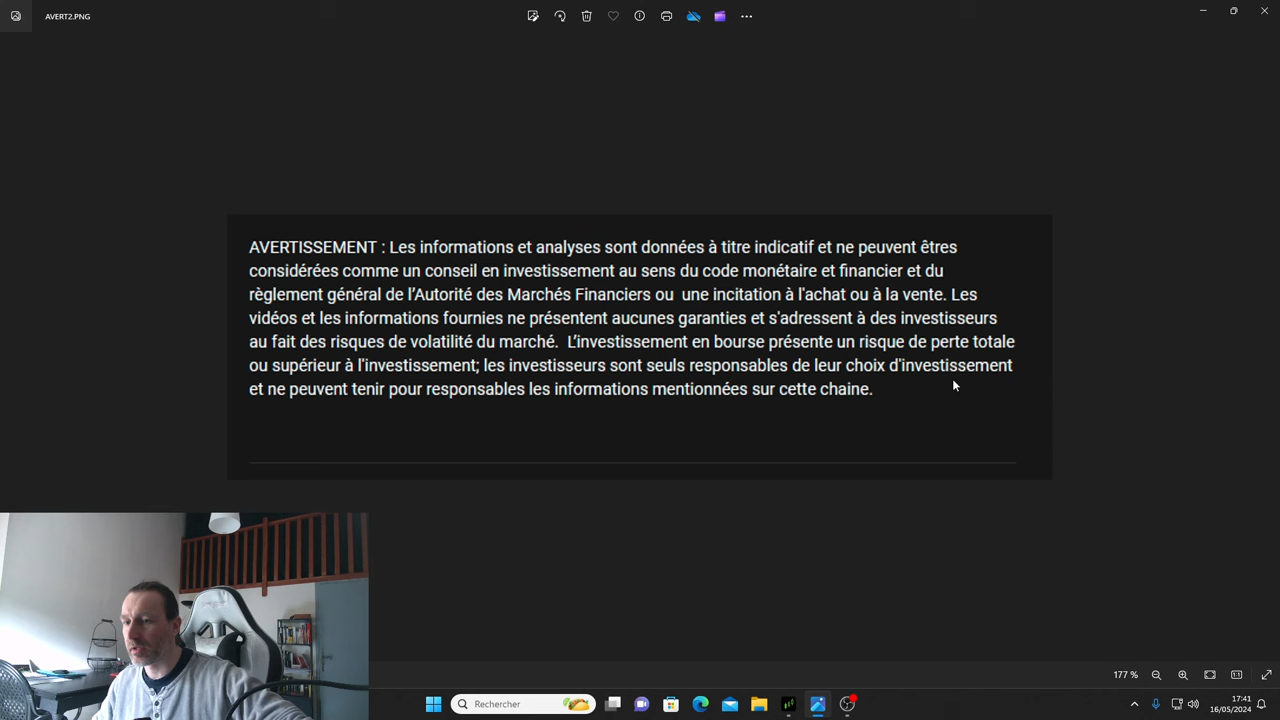 AVERT2.PNG
AVERTISSEMENT : Les informations et analyses sont données à titre indicatif et ne peuvent êtres
considérées comme un conseil en investissement au sens du code monétaire et financier et du
règlement général de l'Autorité des Marchés Financiers ou  une incitation à l'achat ou à la vente. Les
vidéos et les informations fournies ne présentent aucunes garanties et s'adressent à des investisseurs
au fait des risques de volatilité du marché.  L'investissement en bourse présente un risque de perte totale
ou supérieur à l'investissement; les investisseurs sont seuls responsables de leur choix d'investissement
et ne peuvent tenir pour responsables les informations mentionnées sur cette chaine.
177 %
Rechercher
17:41
16/05/2024